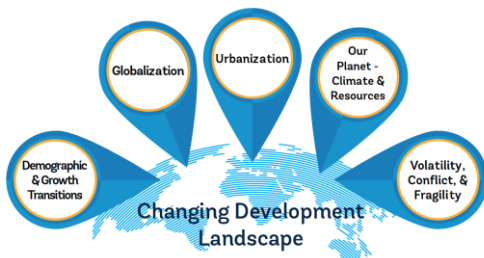 Demographic
& Growth
Transitions
Globalization
Urbanization
Our
Planet -
Climate &
Resources
Volatility,
Conflict, &
Fragility
Changing Development
Landscape